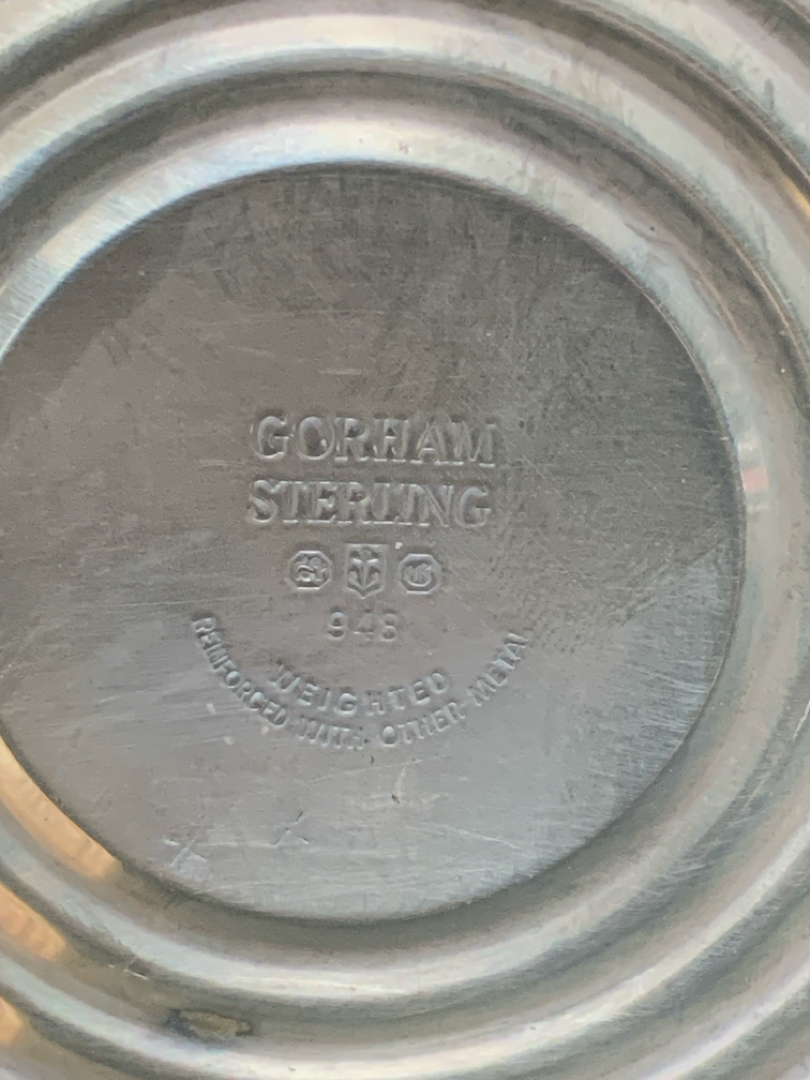 GORHAM
STERLING
948
WEIGHTED
REINFORCED WITH OTHER METAL